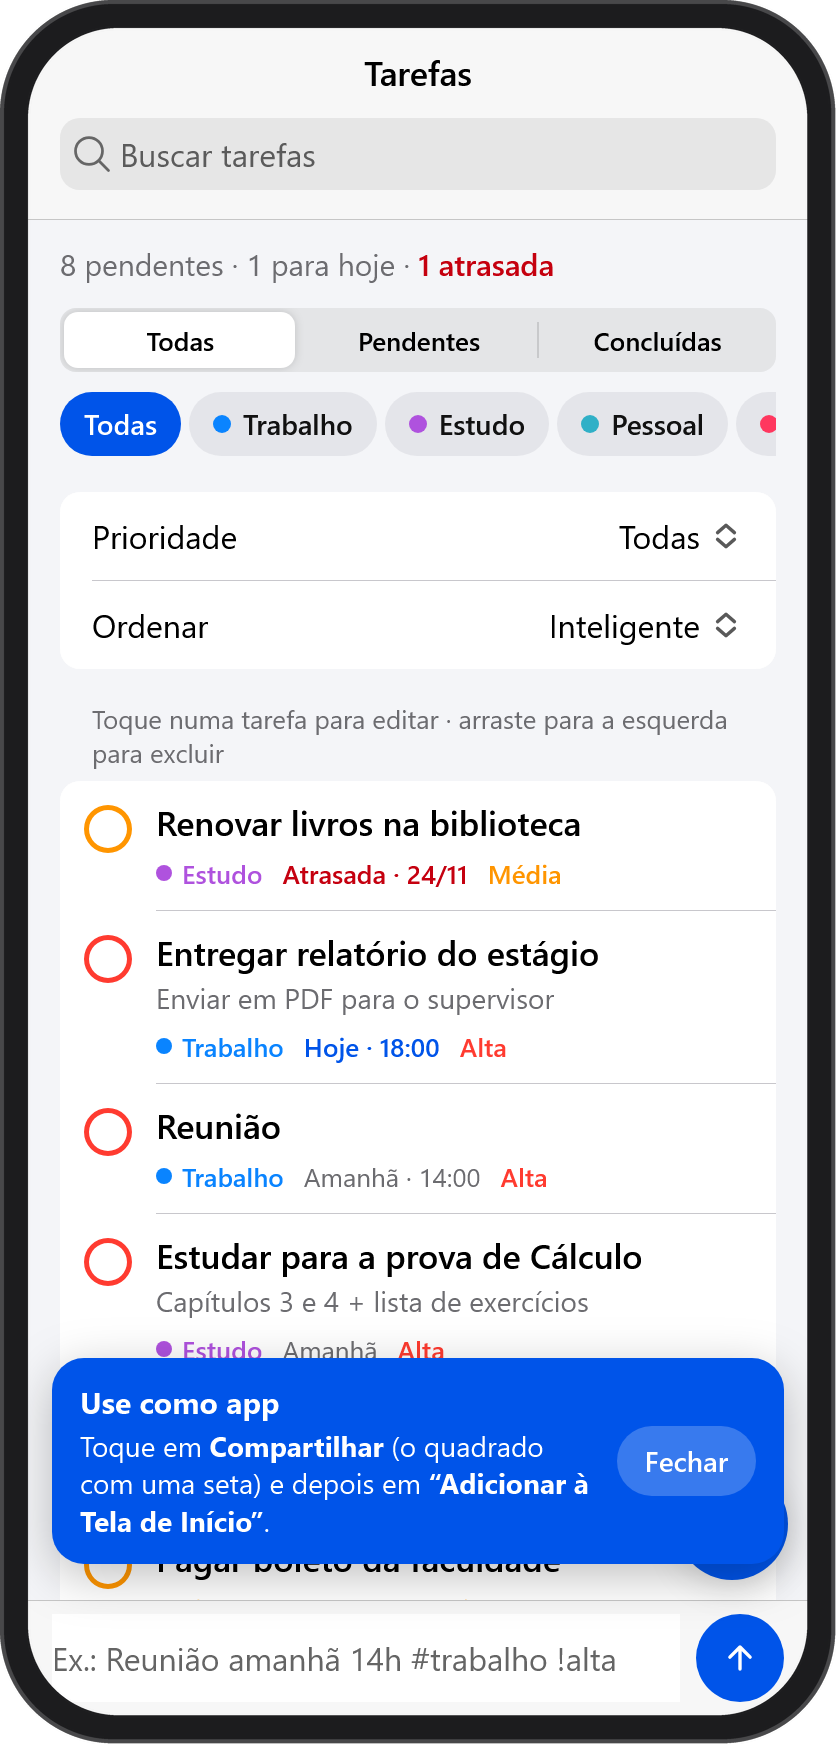 Tarefas
Buscar tarefas
8 pendentes · 1 para hoje · 1 atrasada
Todas Pendentes Concluídas
Todas Trabalho Estudo Pessoal
Prioridade Todas
Ordenar Inteligente
Toque numa tarefa para editar · arraste para a esquerda
para excluir
Renovar livros na biblioteca
Estudo Atrasada · 24/11 Média
Entregar relatório do estágio
Enviar em PDF para o supervisor
Trabalho Hoje · 18:00 Alta
Reunião
Trabalho Amanhã · 14:00 Alta
Estudar para a prova de Cálculo
Capítulos 3 e 4 + lista de exercícios
Estudo Amanhã Alta
Use como app
Toque em Compartilhar (o quadrado
com uma seta) e depois em “Adicionar à
Tela de Início”.
Fechar
Pagar boleto da faculdade
Ex.: Reunião amanhã 14h #trabalho !alta